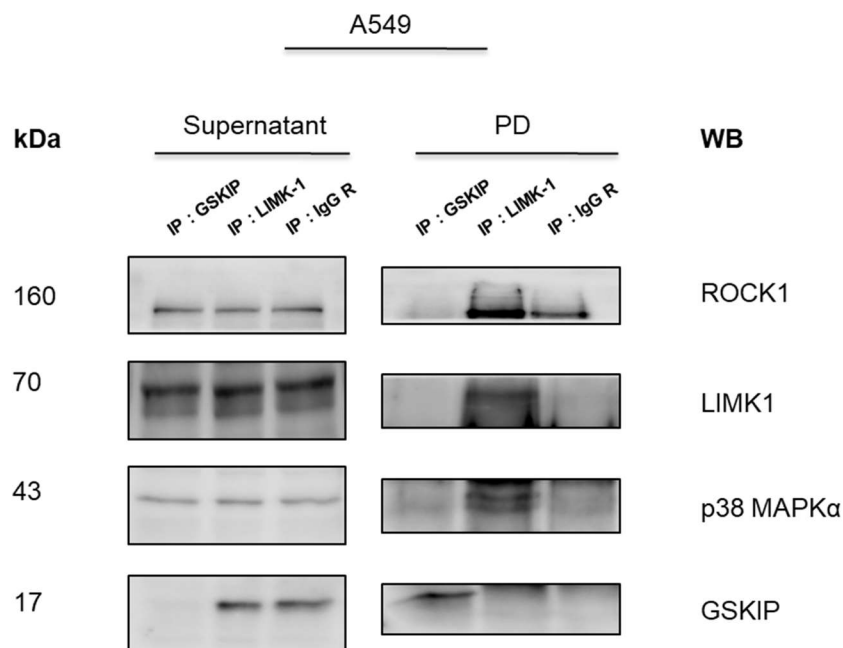 A549
kDa Supernatant PD WB
IP : GSKIP IP : LIMK-1 IP : IgG R IP : GSKIP IP : LIMK-1 IP : IgG R
160 ROCK1
70 LIMK1
43 p38 MAPKα
17 GSKIP